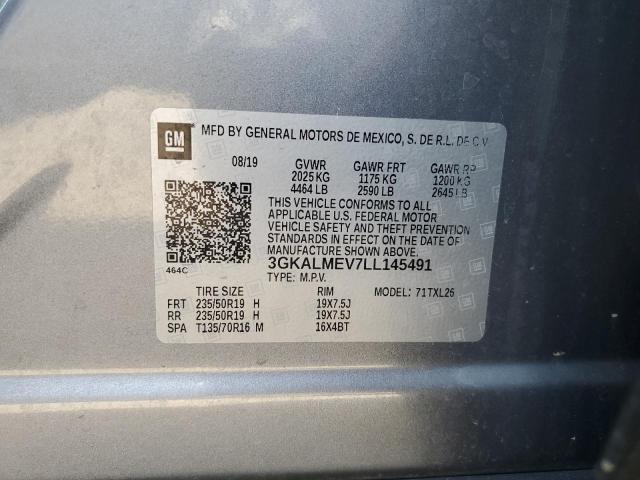 GM MFD BY GENERAL MOTORS DE MEXICO, S. DE R.L. DE C.V
08/19 GVWR GAWR FRT GAWR RR
2025 KG 1175 KG 1200 KG
4464 LB 2590 LB 2645 LB
THIS VEHICLE CONFORMS TO ALL
APPLICABLE U.S. FEDERAL MOTOR
VEHICLE SAFETY AND THEFT PREVENTION
STANDARDS IN EFFECT ON THE DATE OF
MANUFACTURE SHOWN ABOVE.
464C 3GKALMEV7LL145491
TYPE: M.P.V.
TIRE SIZE RIM MODEL: 71TXL26
FRT 235/50R19 H 19X7.5J
RR 235/50R19 H 19X7.5J
SPA T135/70R16 M 16X4BT